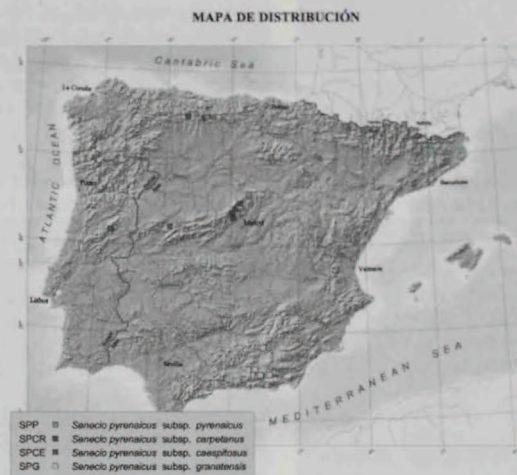 MAPA DE DISTRIBUCIÓN
Cantabric Sea
La Coruña
ATLANTIC OCEAN
Porto
Madrid
Barcelona
Valencia
Lisboa
Sevilla
MEDITERRANEAN SEA
SPP Senecio pyrenaicus subsp. pyrenaicus
SPCR Senecio pyrenaicus subsp. carpetanus
SPCE Senecio pyrenaicus subsp. caespitosus
SPG Senecio pyrenaicus subsp. granatensis